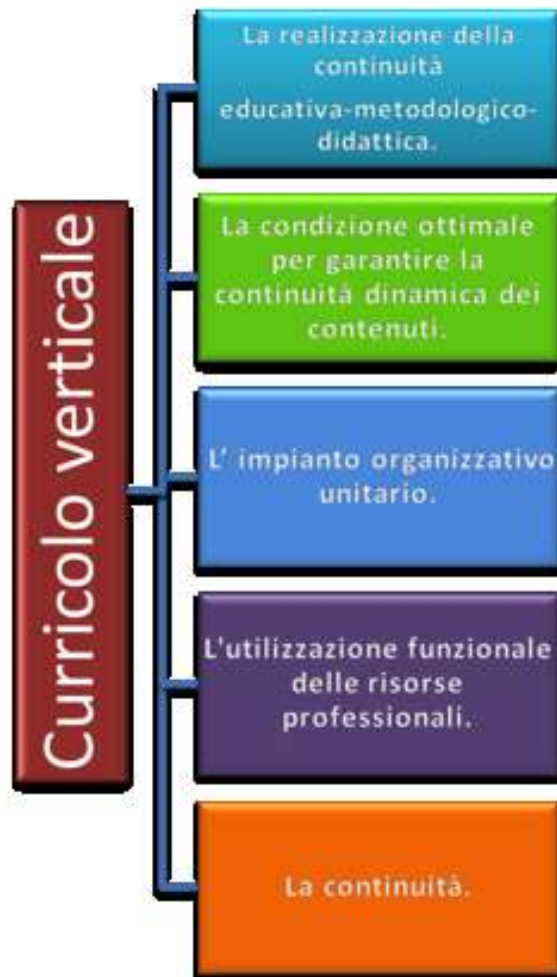 Curricolo verticale
La realizzazione della
continuità
educativa-metodologico-
didattica.
La condizione ottimale
per garantire la
continuità dinamica dei
contenuti.
L' impianto organizzativo
unitario.
L'utilizzazione funzionale
delle risorse
professionali.
La continuità.